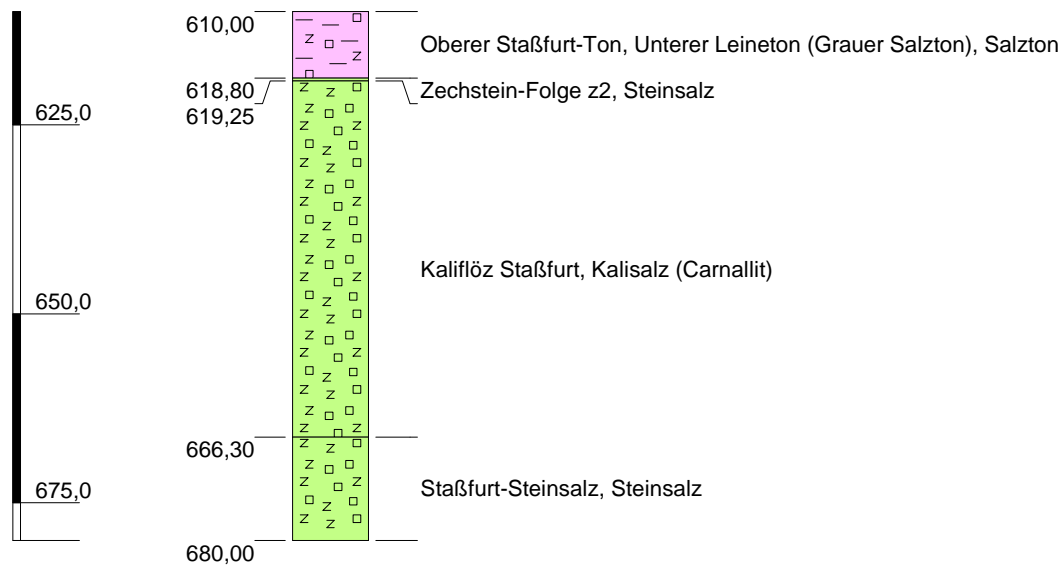 610,00
Oberer Staßfurt-Ton, Unterer Leineton (Grauer Salzton), Salzton
618,80
Zechstein-Folge z2, Steinsalz
619,25
625,0
Kaliflöz Staßfurt, Kalisalz (Carnallit)
650,0
666,30
Staßfurt-Steinsalz, Steinsalz
675,0
680,00